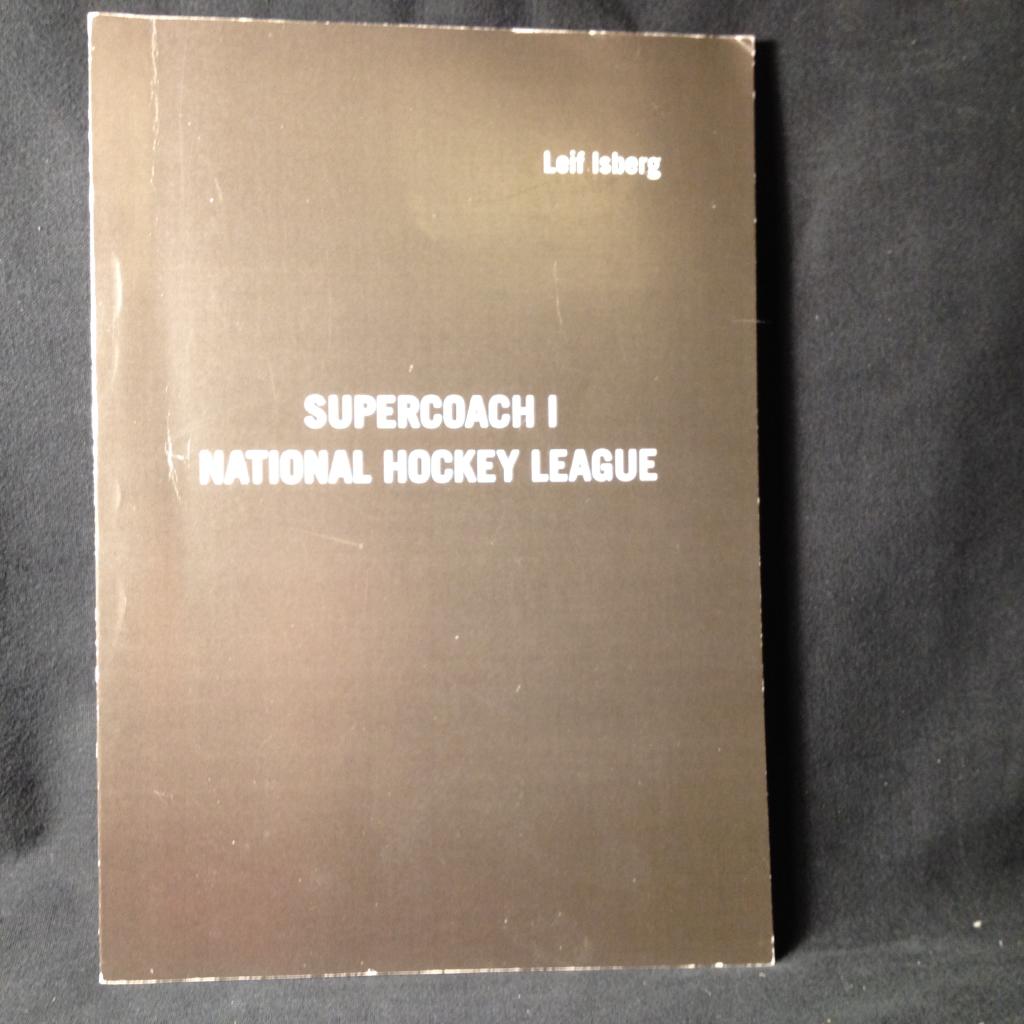 Leif Isberg
SUPERCOACH I
NATIONAL HOCKEY LEAGUE